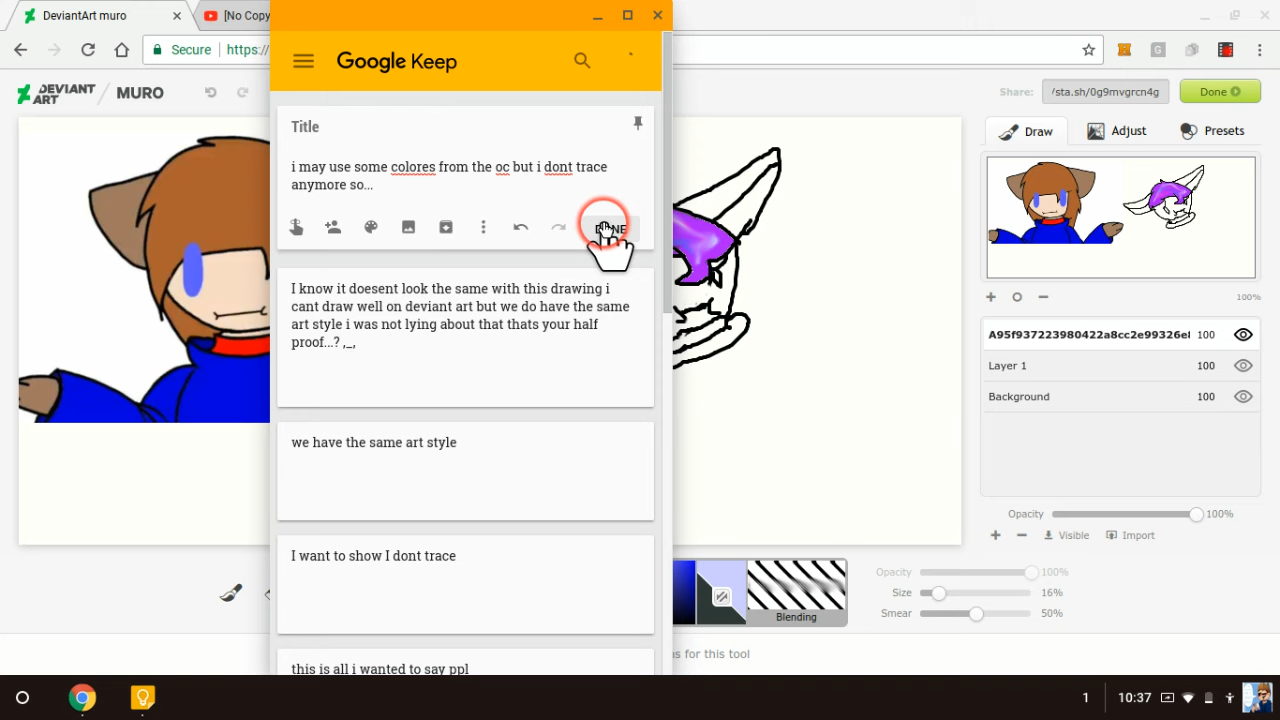 DeviantArt muro
[No Copy
Secure
https://
DEVIANT
ART
MURO
Share:
/sta.sh/0g9mvgrcn4g
Done
Draw
Adjust
Presets
100%
A95f937223980422a8cc2e99326el
100
Layer 1
100
Background
100
Opacity
100%
Visible
Import
Opacity
100%
Size
16%
Smear
50%
Blending
ns for this tool
Google Keep
Title
i may use some colores from the oc but i dont trace
anymore so...
DONE
I know it doesent look the same with this drawing i
cant draw well on deviant art but we do have the same
art style i was not lying about that thats your half
proof...? ,_,
we have the same art style
I want to show I dont trace
this is all i wanted to say ppl
1
10:37